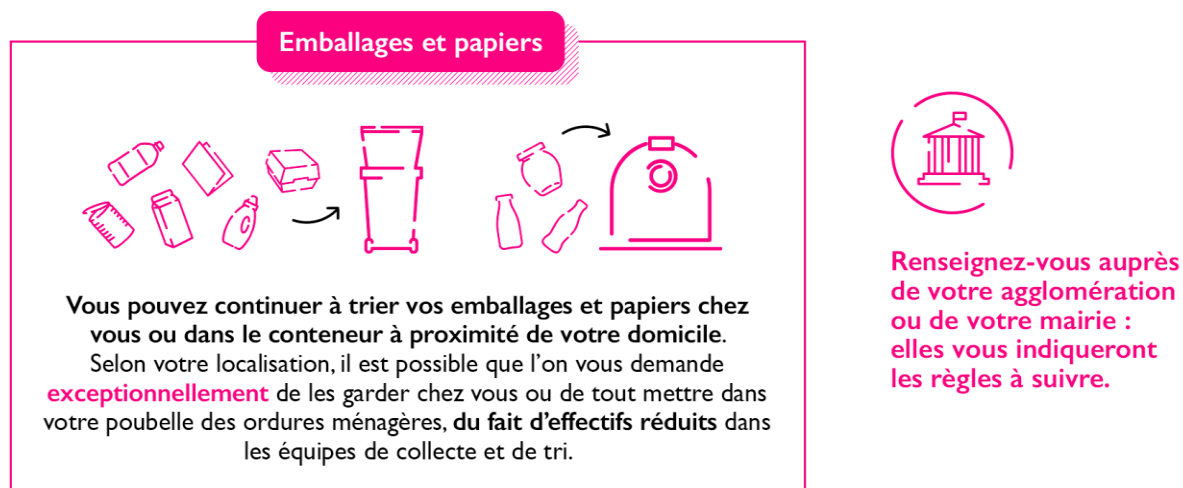 Emballages et papiers
Vous pouvez continuer à trier vos emballages et papiers chez
vous ou dans le conteneur à proximité de votre domicile.
Selon votre localisation, il est possible que l’on vous demande
exceptionnellement de les garder chez vous ou de tout mettre dans
votre poubelle des ordures ménagères, du fait d’effectifs réduits dans
les équipes de collecte et de tri.
Renseignez-vous auprès
de votre agglomération
ou de votre mairie :
elles vous indiqueront
les règles à suivre.